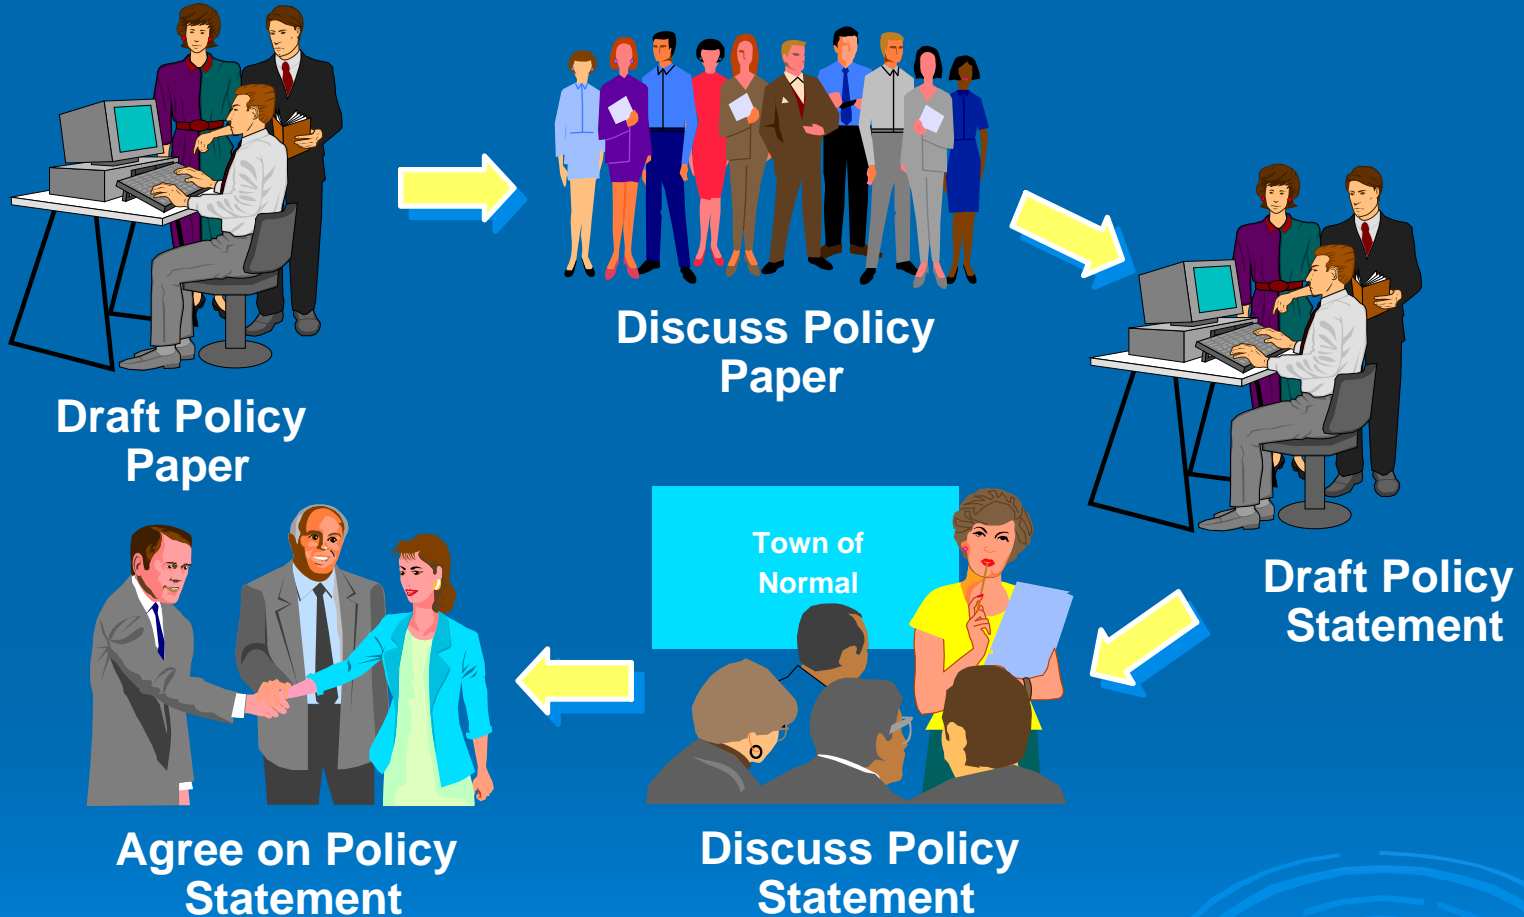 Draft Policy
Paper
Discuss Policy
Paper
Draft Policy
Statement
Town of
Normal
Discuss Policy
Statement
Agree on Policy
Statement